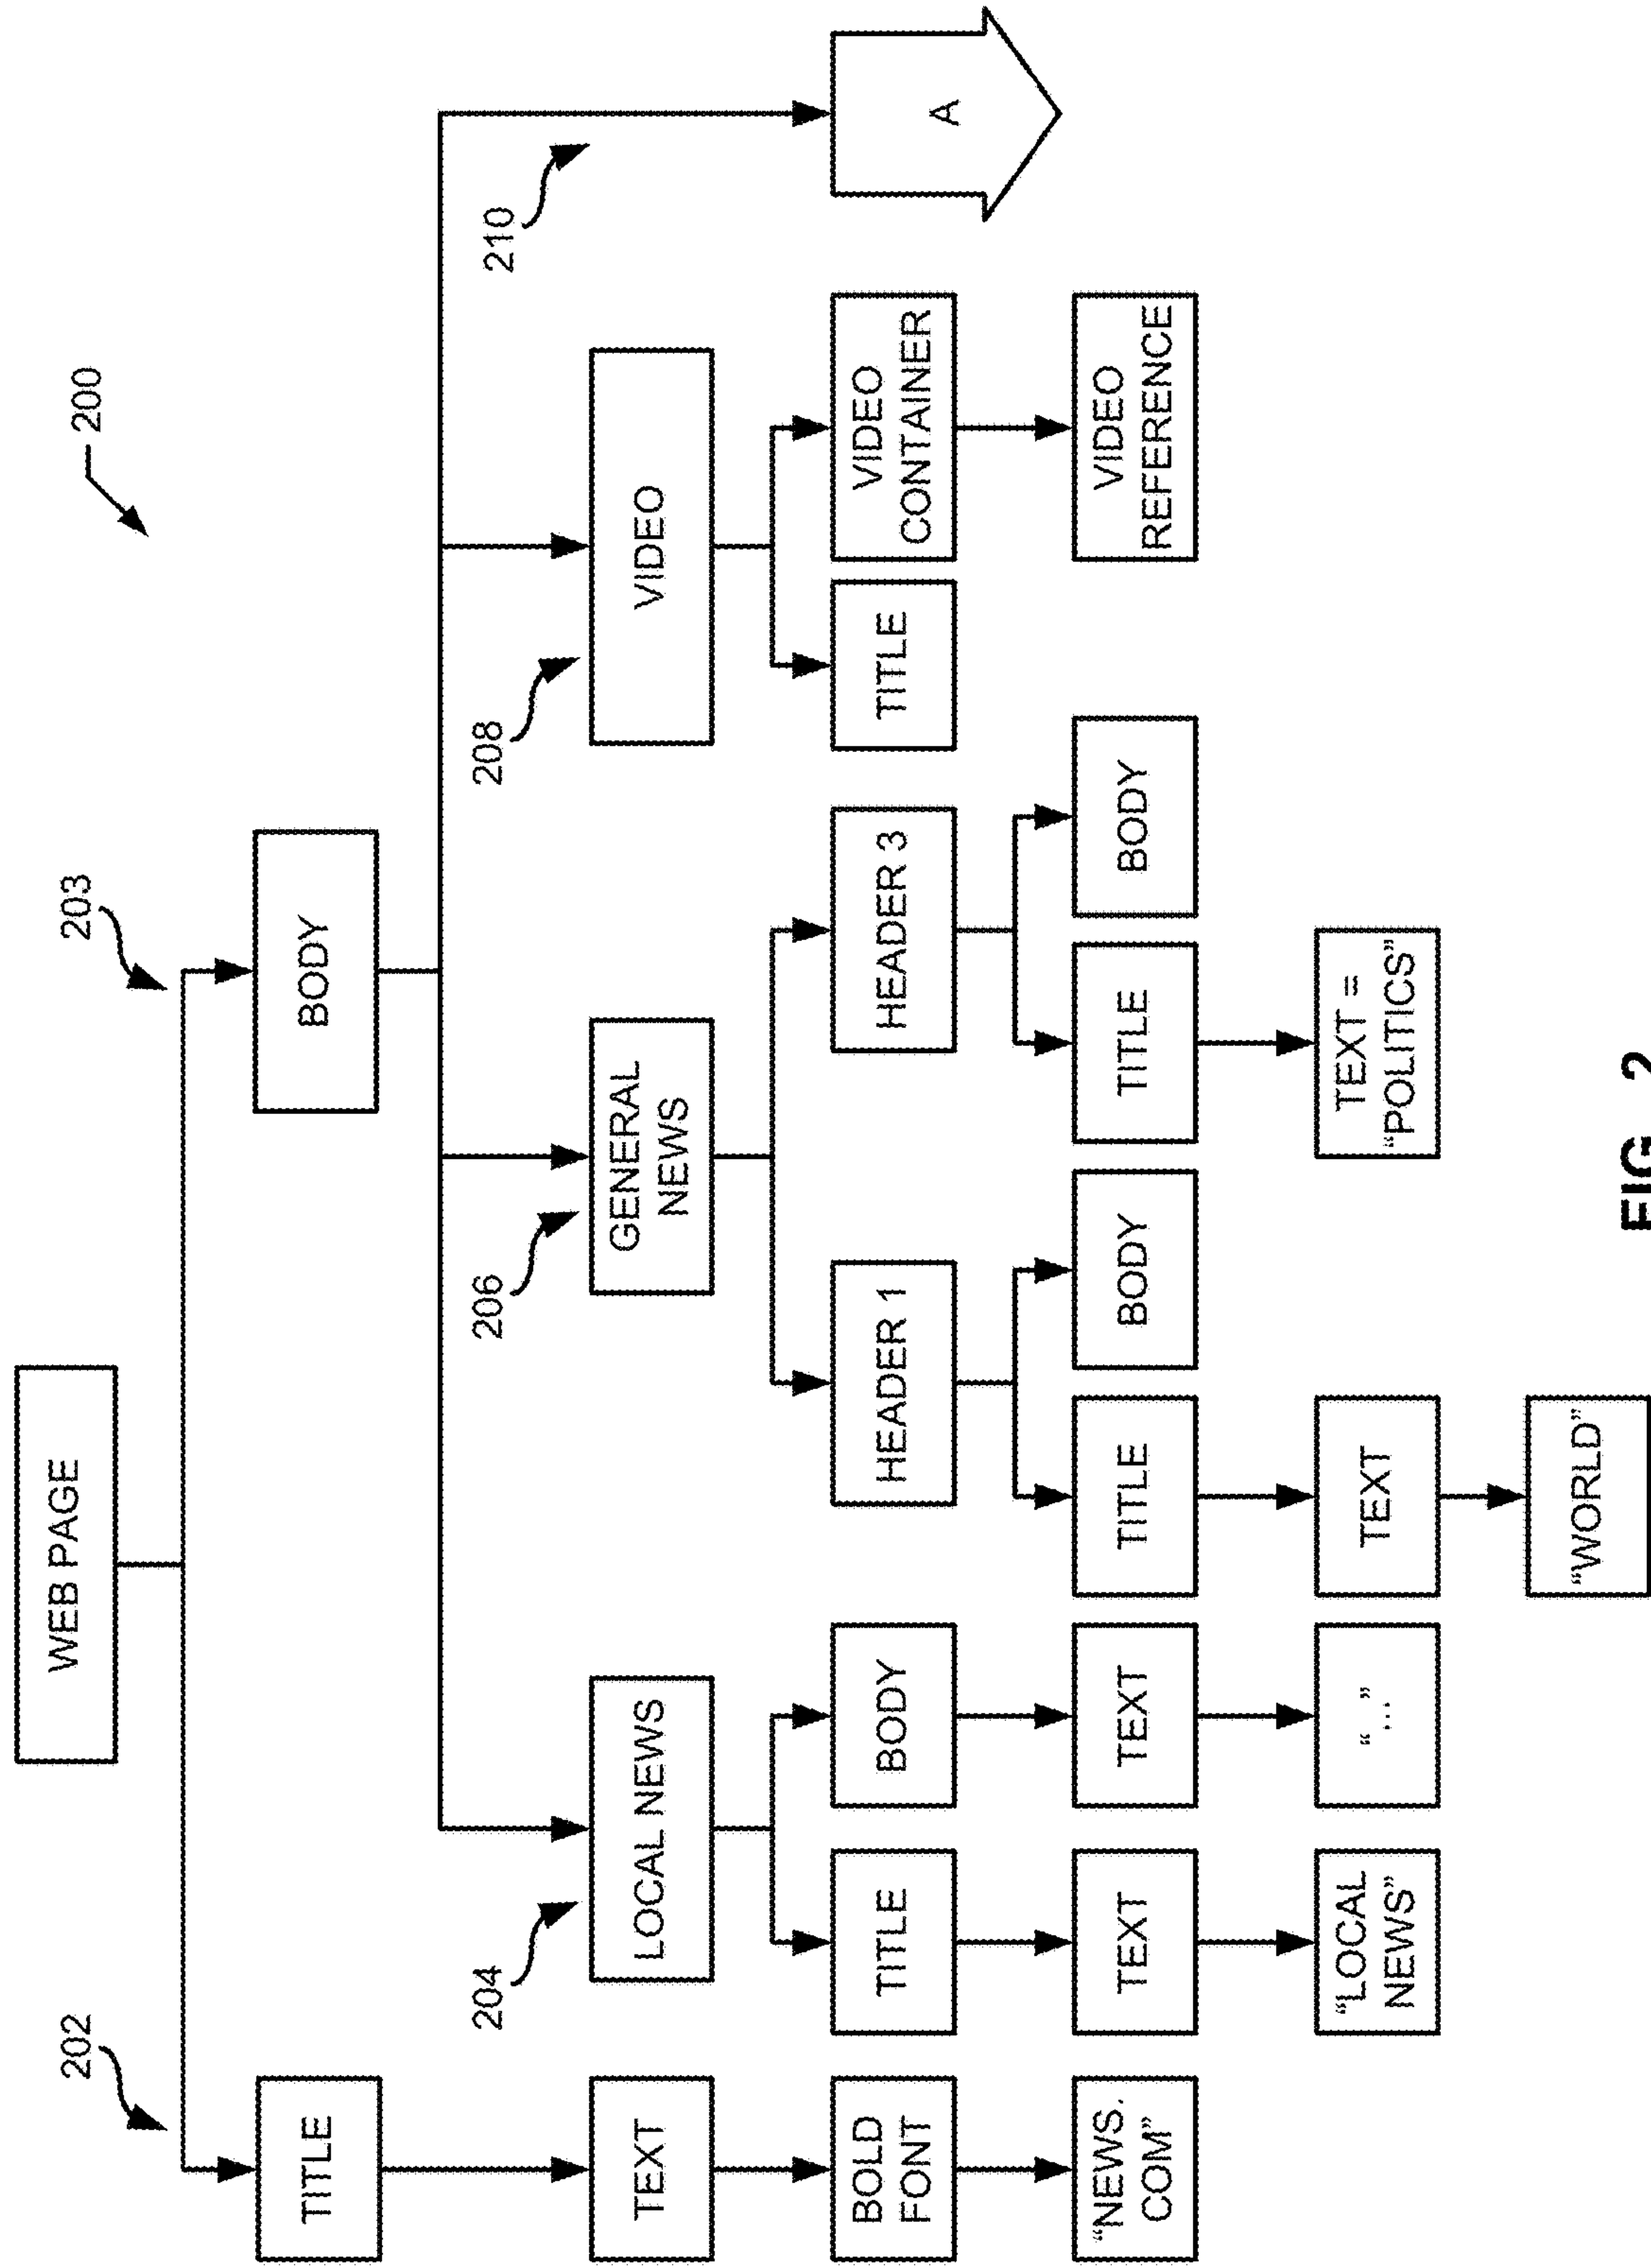 200
WEB PAGE
202
203
TITLE
BODY
204
206
208
210
TEXT
LOCAL NEWS
GENERAL
NEWS
VIDEO
BOLD
FONT
TITLE
BODY
HEADER 1
HEADER 3
TITLE
VIDEO
CONTAINER
A
“NEWS.
COM”
TEXT
TEXT
TITLE
BODY
TITLE
BODY
VIDEO
REFERENCE
“LOCAL
NEWS”
“ ... ”
TEXT
TEXT =
“POLITICS”
“WORLD”
FIG. 2